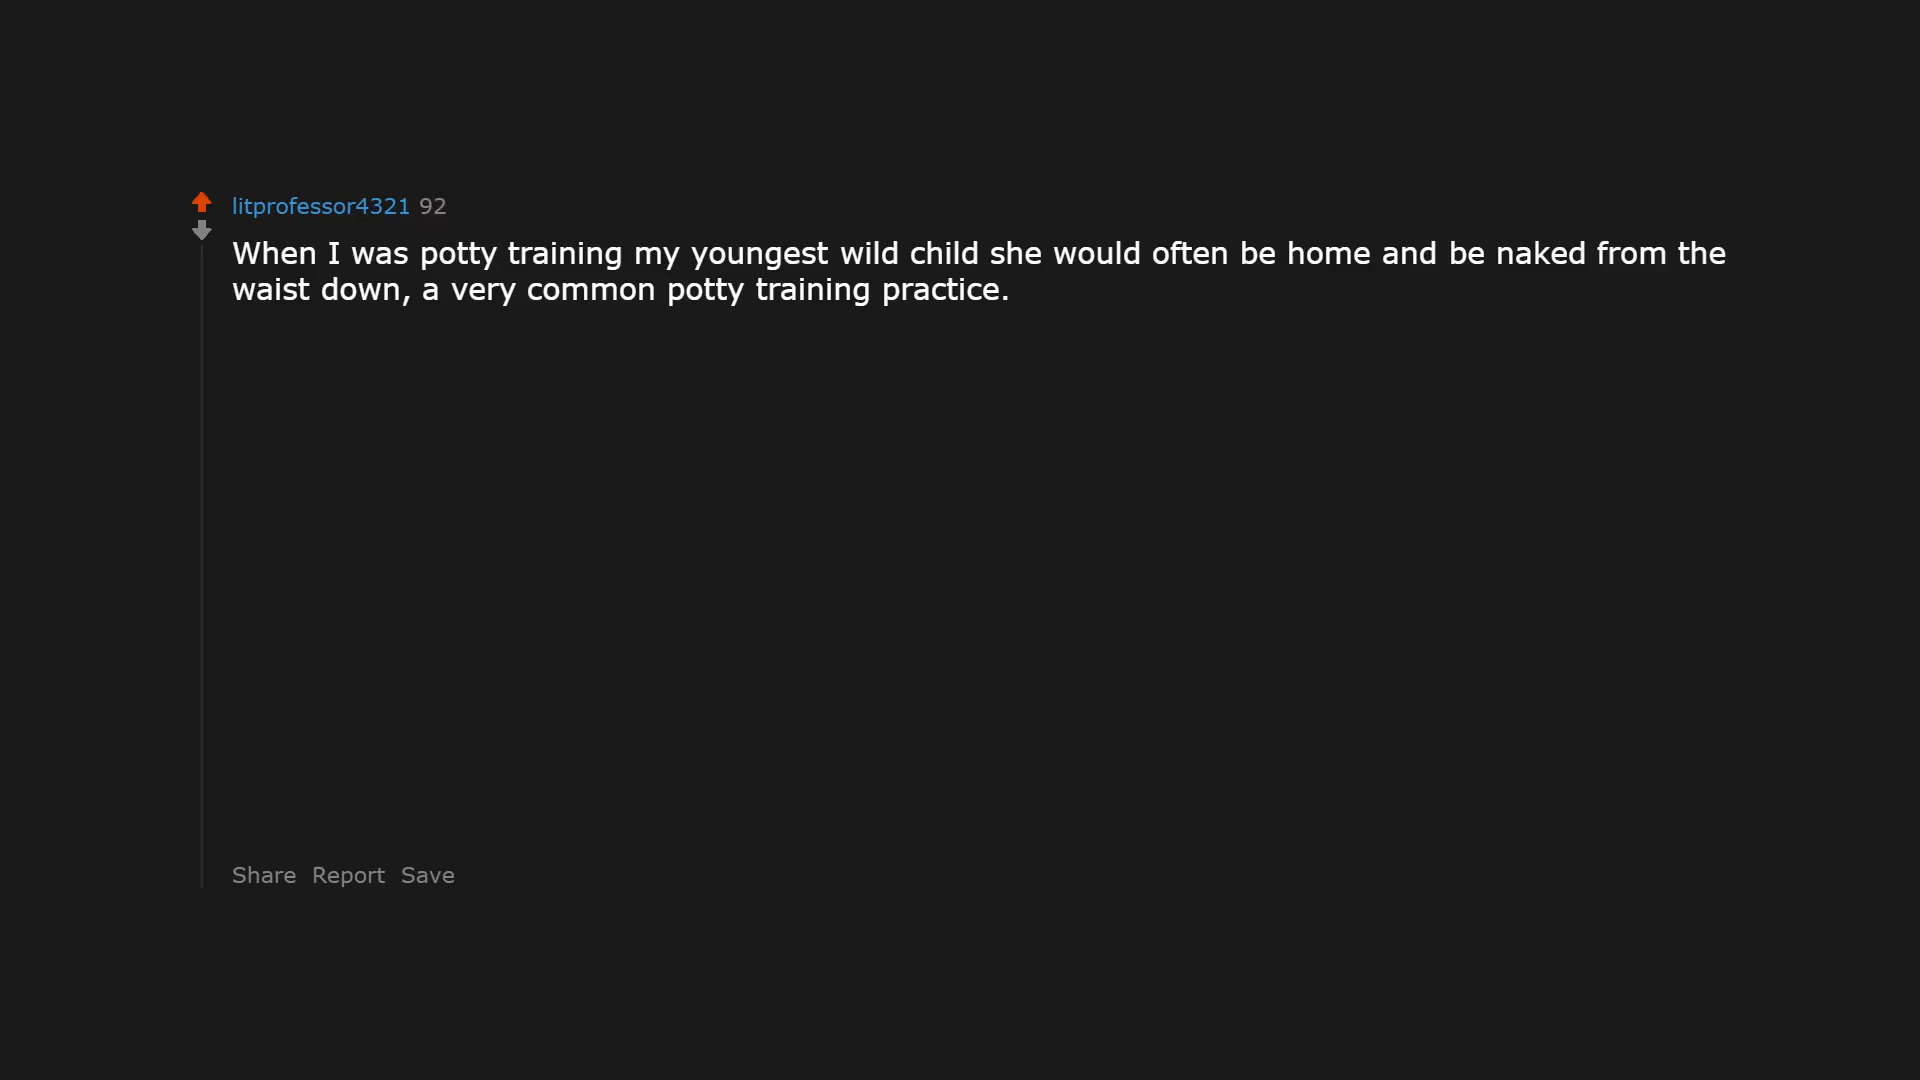 litprofessor4321 92
When I was potty training my youngest wild child she would often be home and be naked from the
waist down, a very common potty training practice.
Share Report Save